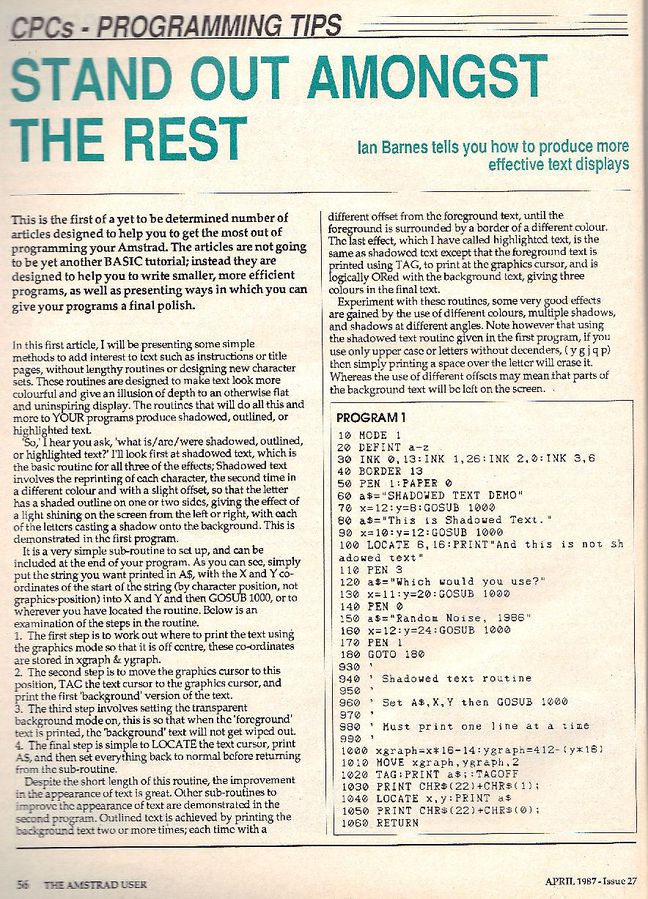 CPCs - PROGRAMMING TIPS
STAND OUT AMONGST
THE REST
Ian Barnes tells you how to produce more
effective text displays
This is the first of a yet to be determined number of
articles designed to help you to get the most out of
programming your Amstrad. The articles are not going
to be yet another BASIC tutorial; instead they are
designed to help you to write smaller, more efficient
programs, as well as presenting ways in which you can
give your programs a final polish.
In this first article, I will be presenting some simple
methods to add interest to text such as instructions or title
pages, without lengthy routines or designing new character
sets. These routines are designed to make text look more
colourful and give an illusion of depth to an otherwise flat
and uninspiring display. The routines that will do all this and
more to YOUR programs produce shadowed, outlined, or
highlighted text.
'So,' I hear you ask, 'what is/are/were shadowed, outlined,
or highlighted text?' I'll look first at shadowed text, which is
the basic routine for all three of the effects; Shadowed text
involves the reprinting of each character, the second time in
a different colour and with a slight offset, so that the letter
has a shaded outline on one or two sides, giving the effect of
a light shining on the screen from the left or right, with each
of the letters casting a shadow onto the background. This is
demonstrated in the first program.
It is a very simple sub-routine to set up, and can be
included at the end of your program. As you can see, simply
put the string you want printed in A$, with the X and Y co-
ordinates of the start of the string (by character position, not
graphics position) into X and Y and then GOSUB 1000, or to
wherever you have located the routine. Below is an
examination of the steps in the routine.
1. The first step is to work out where to print the text using
the graphics mode so that it is off centre, these co-ordinates
are stored in xgraph & ygraph.
2. The second step is to move the graphics cursor to this
position, TAG the text cursor to the graphics cursor, and
print the first 'background' version of the text.
3. The third step involves setting the transparent
background mode on, this is so that when the 'foreground'
text is printed, the 'background' text will not get wiped out.
4. The final step is simple to LOCATE the text cursor, print
A$, and then set everything back to normal before returning
from the sub-routine.
Despite the short length of this routine, the improvement
in the appearance of text is great. Other sub-routines to
improve the appearance of text are demonstrated in the
second program. Outlined text is achieved by printing the
background text two or more times; each time with a
different offset from the foreground text, until the
foreground is surrounded by a border of a different colour.
The last effect, which I have called highlighted text, is the
same as shadowed text except that the foreground text is
printed using TAG, to print at the graphics cursor, and is
logically ORed with the background text, giving three
colours in the final text.
Experiment with these routines, some very good effects
are gained by the use of different colours, multiple shadows,
and shadows at different angles. Note however that using
the shadowed text routine given in the first program, if you
use only upper case or letters without decenders, ( y g j q p)
then simply printing a space over the letter will erase it.
Whereas the use of different offsets may mean that parts of
the background text will be left on the screen.
PROGRAM 1
10 MODE 1
20 DEFINT a-z
30 INK 0,13:INK 1,26:INK 2,0:INK 3,6
40 BORDER 13
50 PEN 1:PAPER 0
60 a$="SHADOWED TEXT DEMO"
70 x=12:y=8:GOSUB 1000
80 a$="This is Shadowed Text."
90 x=10:y=12:GOSUB 1000
100 LOCATE 8,16:PRINT"And this is not sh
adowed text"
110 PEN 3
120 a$="Which would you use?"
130 x=11:y=20:GOSUB 1000
140 PEN 0
150 a$="Random Noise, 1986"
160 x=12:y=24:GOSUB 1000
170 PEN 1
180 GOTO 180
930 '
940 ' Shadowed text routine
950 '
960 ' Set A$,X,Y then GOSUB 1000
970 '
980 ' Must print one line at a time
990 '
1000 xgraph=x*16-14:ygraph=412-(y*16)
1010 MOVE xgraph,ygraph,2
1020 TAG:PRINT a$;:TAGOFF
1030 PRINT CHR$(22)+CHR$(1);
1040 LOCATE x,y:PRINT a$
1050 PRINT CHR$(22)+CHR$(0);
1060 RETURN
56 THE AMSTRAD USER
APRIL 1987 - Issue 27